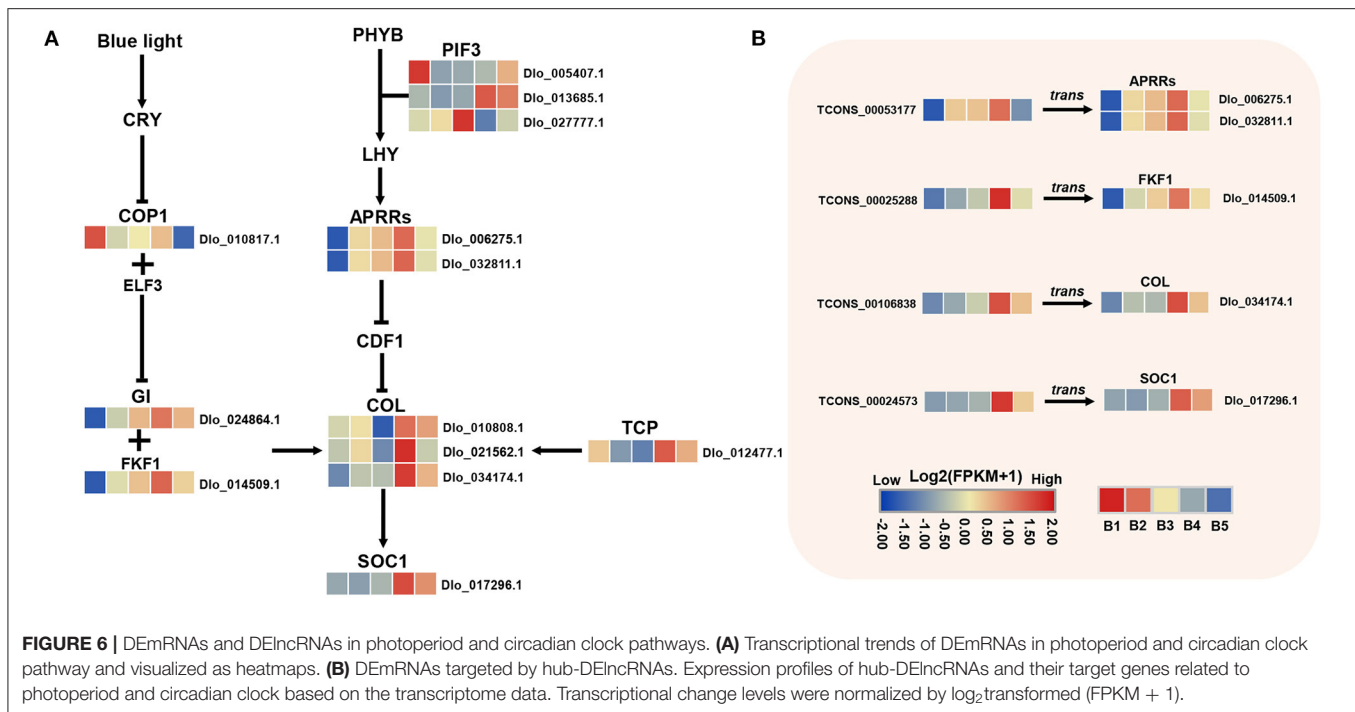 A
Blue light
CRY
COP1
Dlo_010817.1
+
ELF3
GI
Dlo_024864.1
+
FKF1
Dlo_014509.1
PHYB
PIF3
Dlo_005407.1
Dlo_013685.1
Dlo_027777.1
LHY
APRRs
Dlo_006275.1
Dlo_032811.1
CDF1
COL
Dlo_010808.1
Dlo_021562.1
Dlo_034174.1
TCP
Dlo_012477.1
SOC1
Dlo_017296.1
B
TCONS_00053177
trans
APRRs
Dlo_006275.1
Dlo_032811.1
TCONS_00025288
trans
FKF1
Dlo_014509.1
TCONS_00106838
trans
COL
Dlo_034174.1
TCONS_00024573
trans
SOC1
Dlo_017296.1
Low Log2(FPKM+1) High
-2.00 -1.50 -1.00 -0.50 0.00 0.50 1.00 1.50 2.00
B1 B2 B3 B4 B5
FIGURE 6 | DEmRNAs and DElncRNAs in photoperiod and circadian clock pathways. (A) Transcriptional trends of DEmRNAs in photoperiod and circadian clock
pathway and visualized as heatmaps. (B) DEmRNAs targeted by hub-DElncRNAs. Expression profiles of hub-DElncRNAs and their target genes related to
photoperiod and circadian clock based on the transcriptome data. Transcriptional change levels were normalized by log2transformed (FPKM + 1).